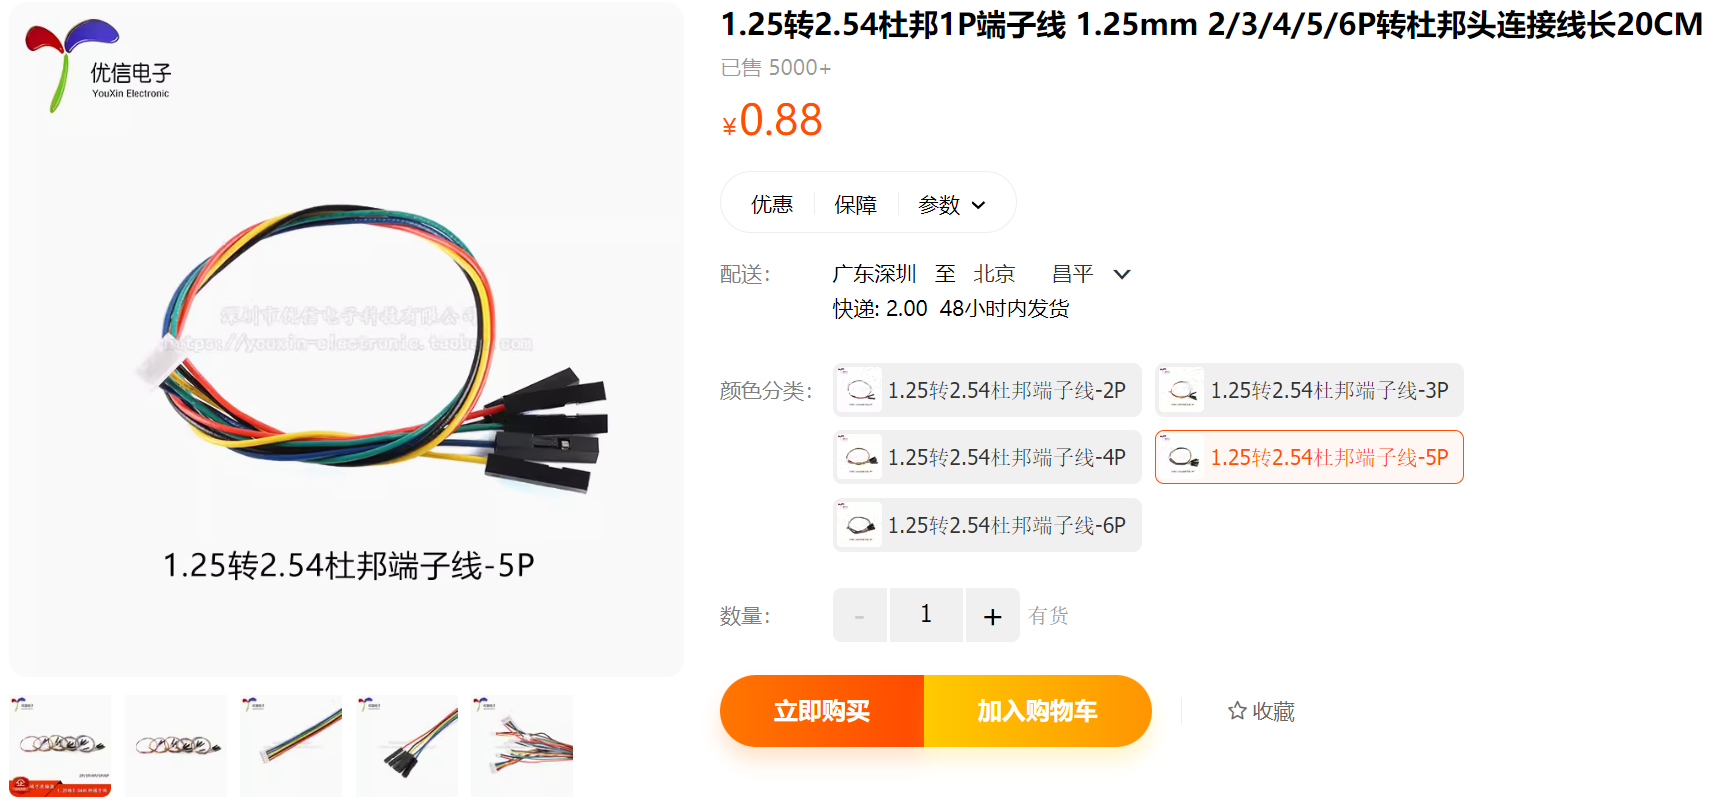 优信电子
YouXin Electronic
深圳市优信电子科技有限公司
https://youxin-electronic.taobao.com
1.25转2.54杜邦端子线-5P
1.25转2.54杜邦1P端子线 1.25mm 2/3/4/5/6P转杜邦头连接线长20CM
已售 5000+
¥0.88
优惠 保障 参数
配送: 广东深圳 至 北京 昌平
快递: 2.00 48小时内发货
颜色分类: 1.25转2.54杜邦端子线-2P 1.25转2.54杜邦端子线-3P
1.25转2.54杜邦端子线-4P 1.25转2.54杜邦端子线-5P
1.25转2.54杜邦端子线-6P
数量: - 1 + 有货
立即购买 加入购物车 收藏